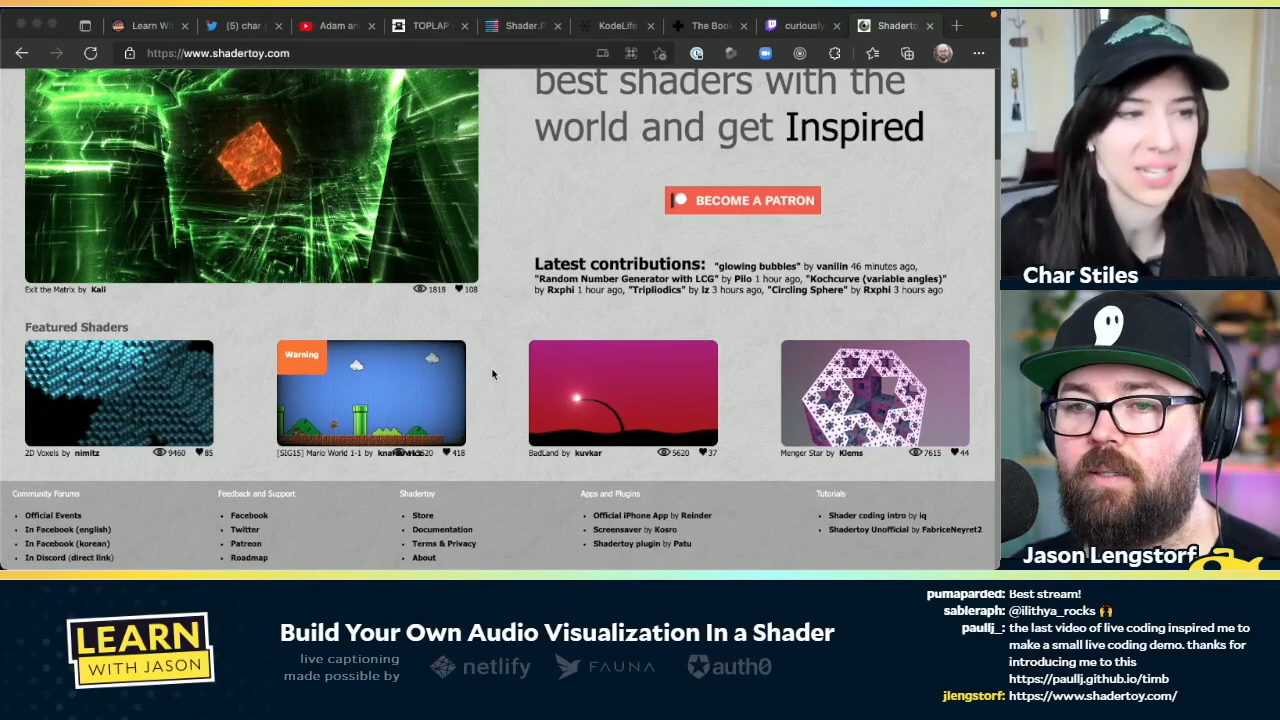 Learn Wi
(5) char
Adam an
TOPLAP
Shader.P
KodeLife
The Boo
curiously
Shadert
https://www.shadertoy.com
best shaders with the
world and get Inspired
BECOME A PATRON
Latest contributions: "glowing bubbles" by vanilin 46 minutes ago,
"Random Number Generator with LCG" by Pilo 1 hour ago, "Kochcurve (variable angles)"
by Rxphi 1 hour ago, "Tripliodics" by lz 3 hours ago, "Circling Sphere" by Rxphi 3 hours ago
Exit the Matrix by Kali
1818
108
Featured Shaders
Warning
2D Voxels by nimitz
9460
85
[SIG15] Mario World 1-1 by
418
BadLand by kuvkar
5620
37
Menger Star by Klems
7615
44
Community Forums
Official Events
In Facebook (english)
In Facebook (korean)
In Discord (direct link)
Feedback and Support
Facebook
Twitter
Patreon
Roadmap
Shadertoy
Store
Documentation
Terms & Privacy
About
Apps and Plugins
Official iPhone App by Reinder
Screensaver by Kosro
Shadertoy plugin by Patu
Tutorials
Shader coding intro by iq
Shadertoy Unofficial by FabriceNeyret2
Char Stiles
Jason Lengstorf
LEARN
WITH JASON
Build Your Own Audio Visualization In a Shader
live captioning
made possible by
netlify
FAUNA
auth0
pumaparded: Best stream!
sableraph: @ilithya_rocks 🙌
paullj_: the last video of live coding inspired me to
make a small live coding demo. thanks for
introducing me to this
https://paullj.github.io/timb
jlengstorf: https://www.shadertoy.com/